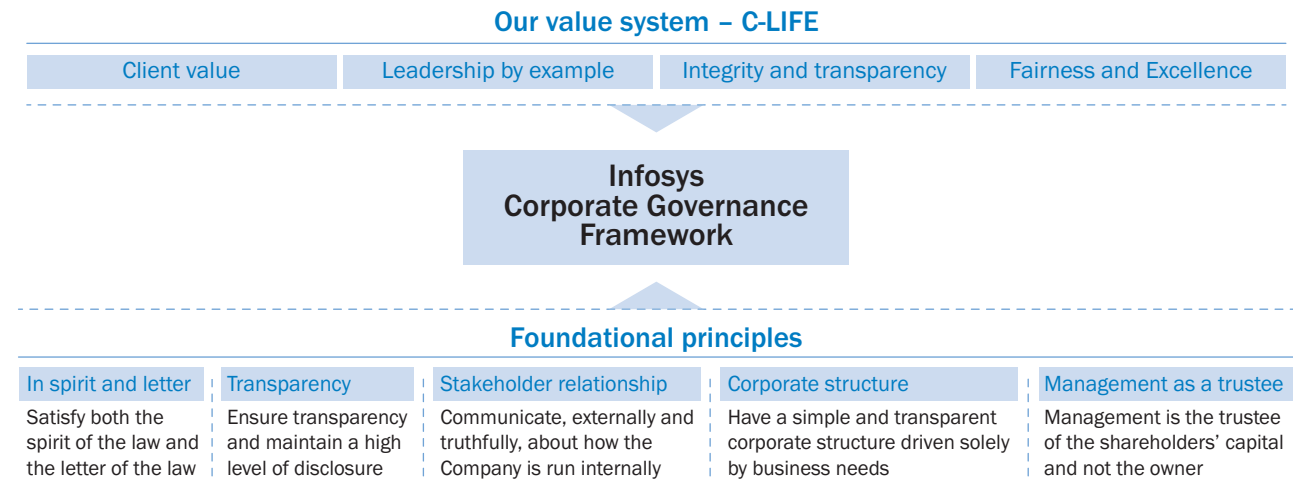 Our value system – C-LIFE
Client value
Leadership by example
Integrity and transparency
Fairness and Excellence
Infosys
Corporate Governance
Framework
Foundational principles
In spirit and letter
Satisfy both the
spirit of the law and
the letter of the law
Transparency
Ensure transparency
and maintain a high
level of disclosure
Stakeholder relationship
Communicate, externally and
truthfully, about how the
Company is run internally
Corporate structure
Have a simple and transparent
corporate structure driven solely
by business needs
Management as a trustee
Management is the trustee
of the shareholders’ capital
and not the owner